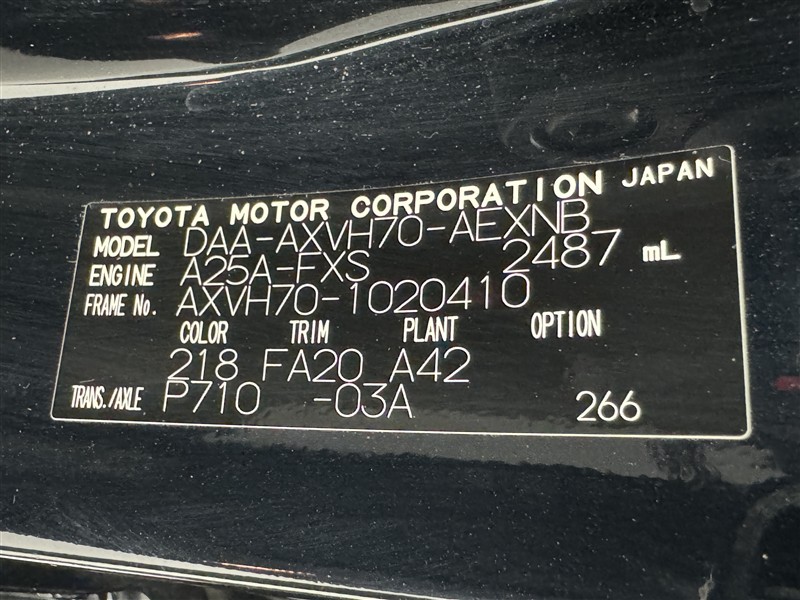 TOYOTA MOTOR CORPORATION JAPAN
MODEL DAA-AXVH70-AEXNB
ENGINE A25A-FXS 2487 mL
FRAME No. AXVH70-1020410
COLOR TRIM PLANT OPTION
218 FA20 A42
TRANS./AXLE P710 -03A 266